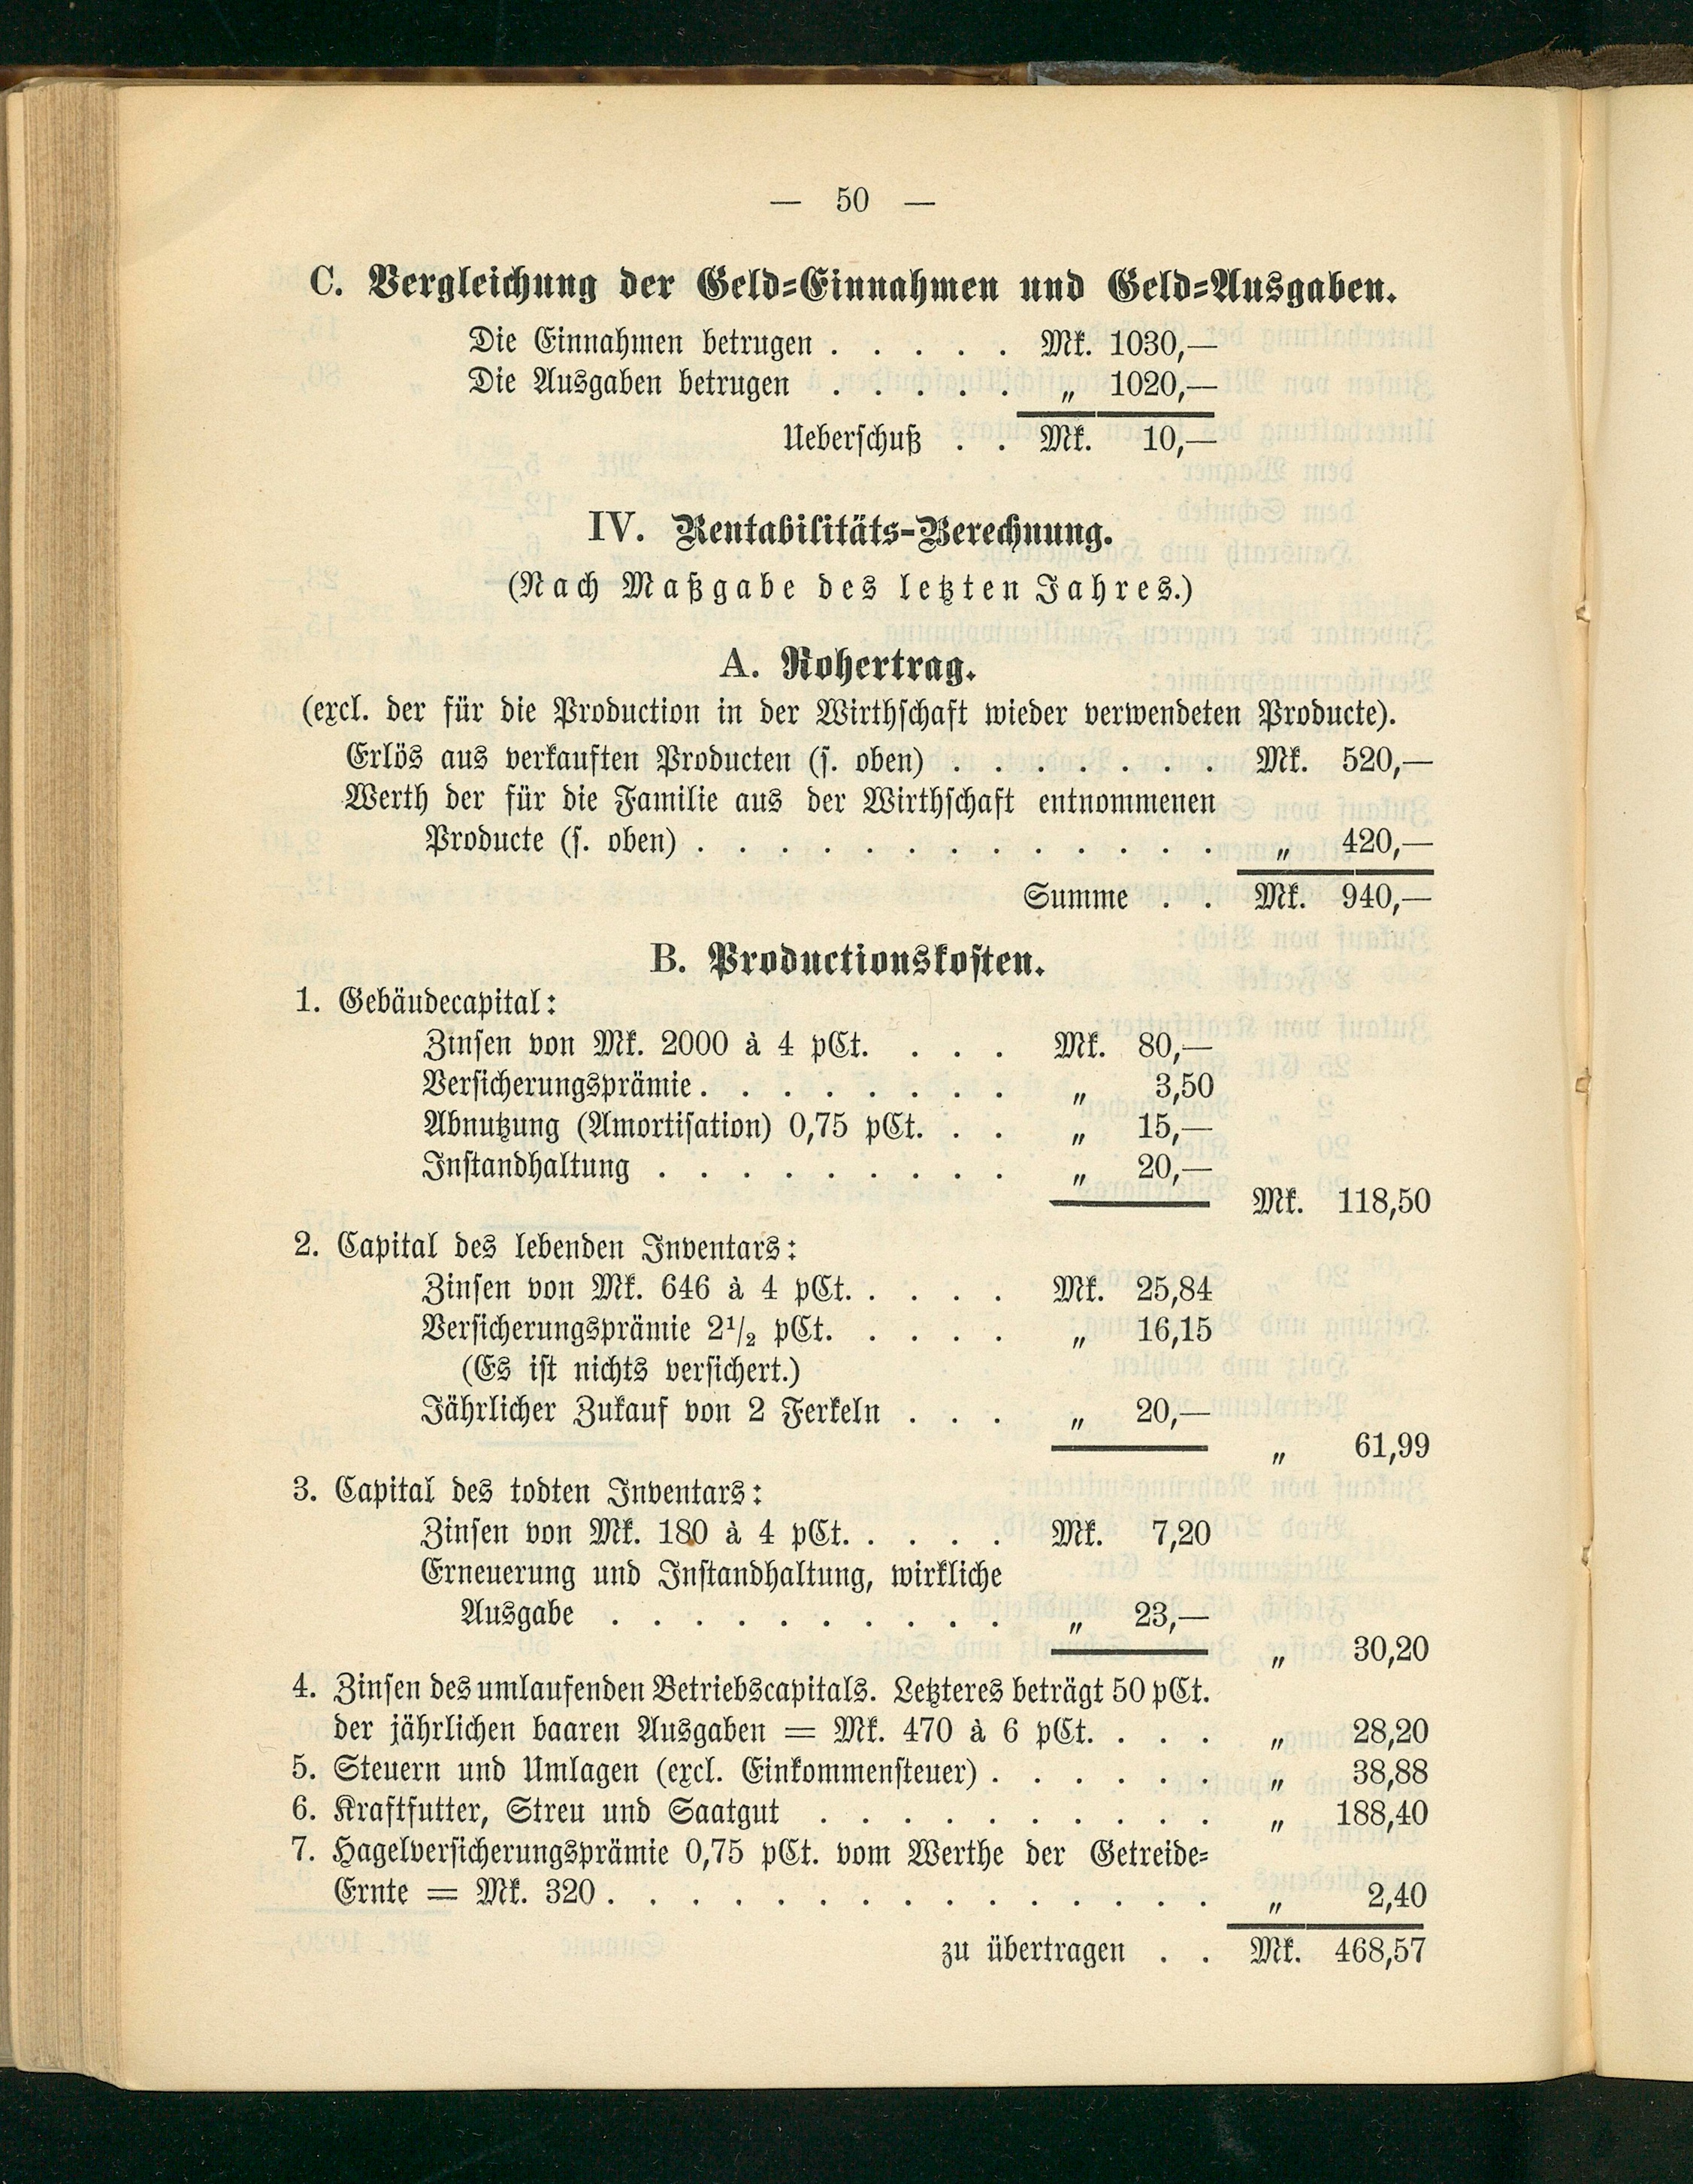 — 50 —
C. Vergleichung der Geld-Einnahmen und Geld-Ausgaben.
Die Einnahmen betrugen . . . . . Mk. 1030,—
Die Ausgaben betrugen . . . . . „ 1020,—
Ueberschuß . . Mk. 10,—
IV. Rentabilitäts-Berechnung.
(Nach Maßgabe des letzten Jahres.)
A. Rohertrag.
(excl. der für die Production in der Wirthschaft wieder verwendeten Producte).
Erlös aus verkauften Producten (s. oben) . . . . . . . Mk. 520,—
Werth der für die Familie aus der Wirthschaft entnommenen
Producte (s. oben) . . . . . . . . . . . . . „ 420,—
Summe . . Mk. 940,—
B. Productionskosten.
1. Gebäudecapital:
Zinsen von Mk. 2000 à 4 pCt. . . . Mk. 80,—
Versicherungsprämie . . . . . . . . „ 3,50
Abnutzung (Amortisation) 0,75 pCt. . . „ 15,—
Instandhaltung . . . . . . . . . „ 20,—
Mk. 118,50
2. Capital des lebenden Inventars:
Zinsen von Mk. 646 à 4 pCt. . . . . Mk. 25,84
Versicherungsprämie 2½ pCt. . . . . „ 16,15
(Es ist nichts versichert.)
Jährlicher Zukauf von 2 Ferkeln . . . „ 20,—
„ 61,99
3. Capital des todten Inventars:
Zinsen von Mk. 180 à 4 pCt. . . . . Mk. 7,20
Erneuerung und Instandhaltung, wirkliche
Ausgabe . . . . . . . . . . „ 23,—
„ 30,20
4. Zinsen des umlaufenden Betriebscapitals. Letzteres beträgt 50 pCt.
der jährlichen baaren Ausgaben = Mk. 470 à 6 pCt. . . . „ 28,20
5. Steuern und Umlagen (excl. Einkommensteuer) . . . . . . „ 38,88
6. Kraftfutter, Streu und Saatgut . . . . . . . . . . „ 188,40
7. Hagelversicherungsprämie 0,75 pCt. vom Werthe der Getreide-
Ernte = Mk. 320 . . . . . . . . . . . . . . . „ 2,40
zu übertragen . . Mk. 468,57